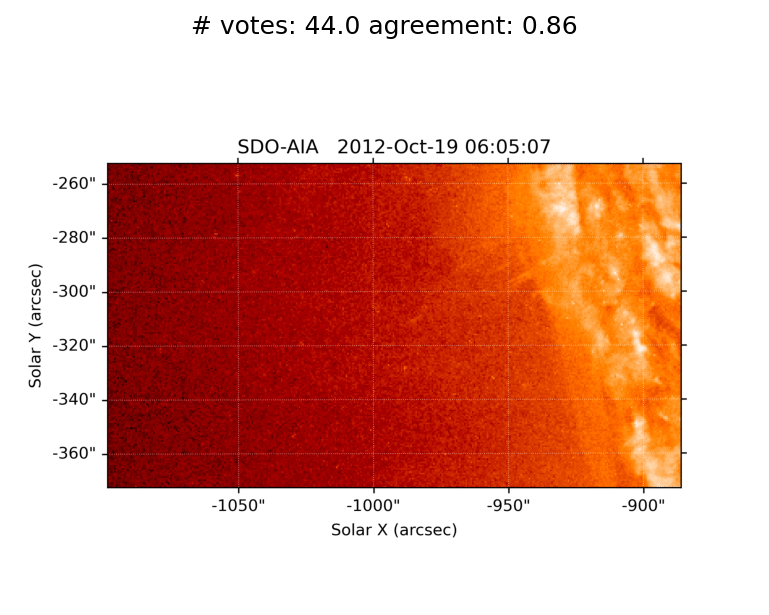 # votes: 44.0 agreement: 0.86
SDO-AIA   2012-Oct-19 06:05:07
-260"
-280"
-300"
-320"
-340"
-360"
Solar Y (arcsec)
-1050" -1000" -950" -900"
Solar X (arcsec)